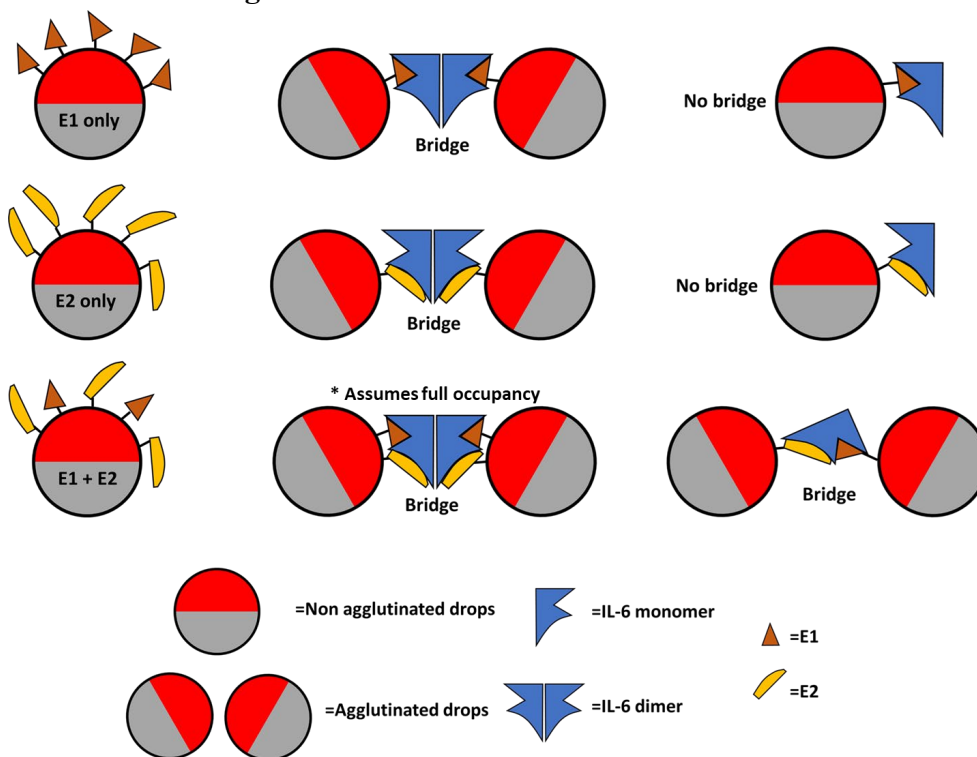 E1 only
Bridge
No bridge
E2 only
Bridge
No bridge
* Assumes full occupancy
E1 + E2
Bridge
Bridge
=Non agglutinated drops
=IL-6 monomer
=E1
=E2
=Agglutinated drops
=IL-6 dimer